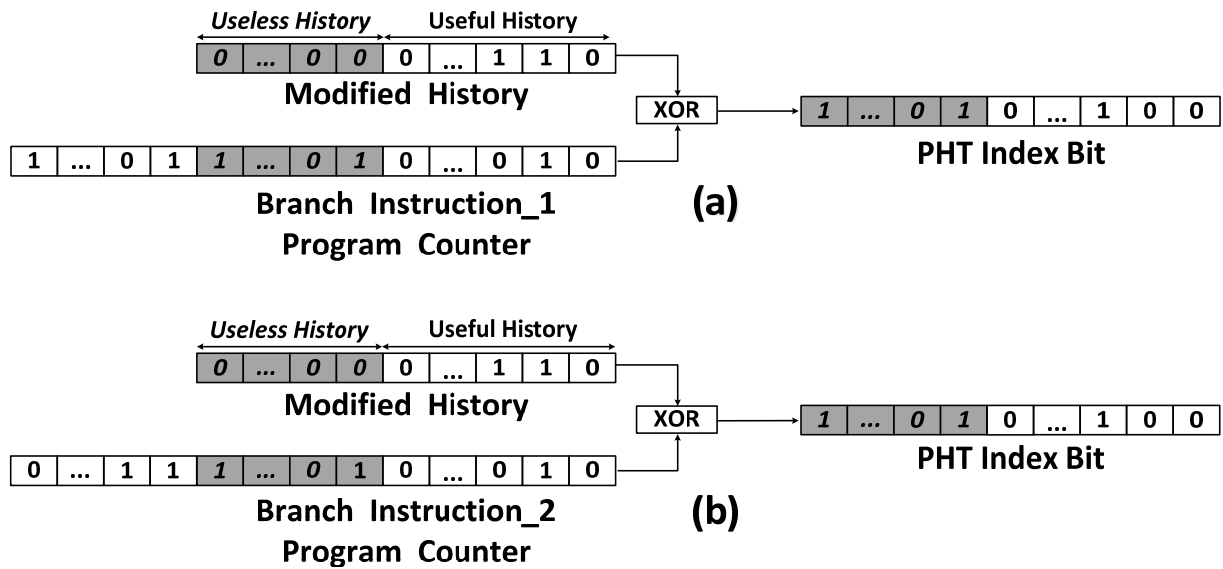 Useless History Useful History
0 ... 0 0 0 ... 1 1 0
Modified History
XOR
1 ... 0 1 0 ... 1 0 0
PHT Index Bit
1 ... 0 1 1 ... 0 1 0 ... 0 1 0
Branch Instruction_1
Program Counter
(a)
Useless History Useful History
0 ... 0 0 0 ... 1 1 0
Modified History
XOR
1 ... 0 1 0 ... 1 0 0
PHT Index Bit
0 ... 1 1 1 ... 0 1 0 ... 0 1 0
Branch Instruction_2
Program Counter
(b)